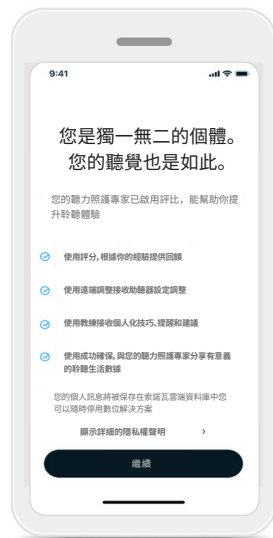 9:41
您是獨一無二的個體。
您的聽覺也是如此。
您的聽力照護專家已啟用評比，能幫助你提
升聆聽體驗
使用評分,根據你的經驗提供回饋
使用遠端調整接收助聽器設定調整
使用教練接收個人化技巧、提醒和建議
使用成功確保,與您的聽力照護專家分享有意義
的聆聽生活數據
您的個人訊息將被保存在索諾瓦雲端資料庫中您
可以隨時停用數位解決方案
顯示詳細的隱私權聲明
繼續